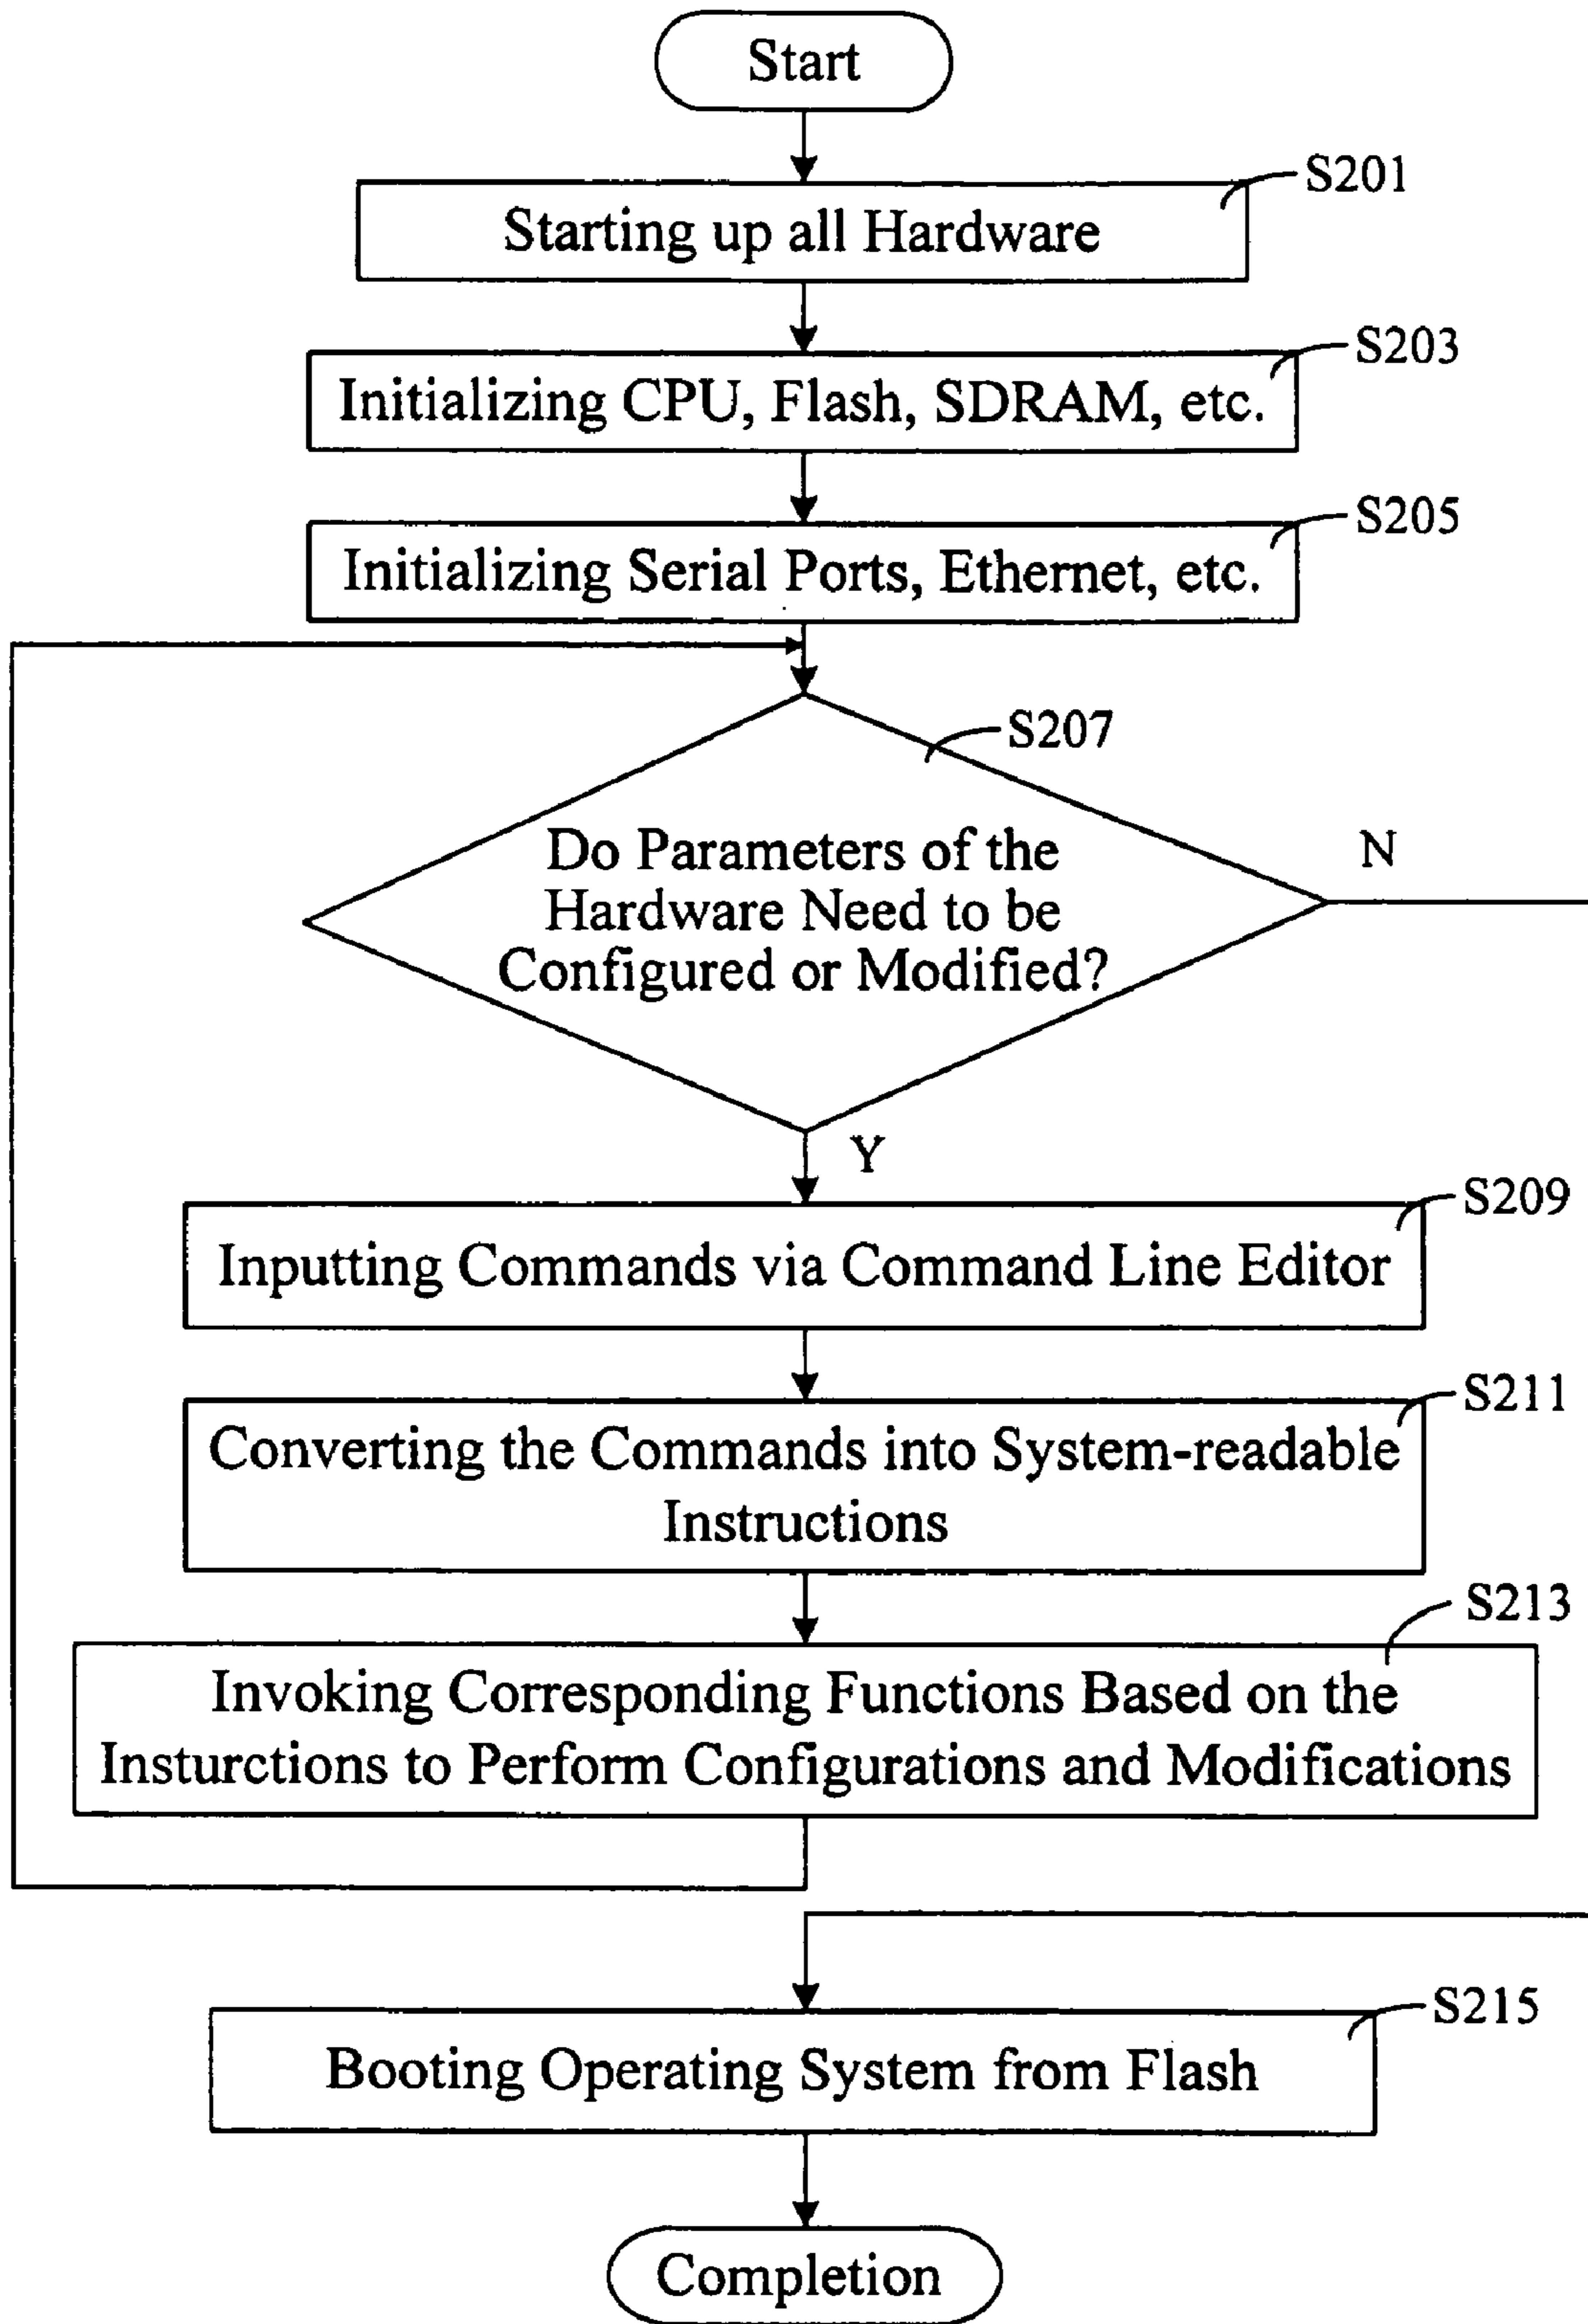 Start
S201
Starting up all Hardware
S203
Initializing CPU, Flash, SDRAM, etc.
S205
Initializing Serial Ports, Ethernet, etc.
S207
Do Parameters of the
Hardware Need to be
Configured or Modified?
N
Y
S209
Inputting Commands via Command Line Editor
S211
Converting the Commands into System-readable
Instructions
S213
Invoking Corresponding Functions Based on the
Insturctions to Perform Configurations and Modifications
S215
Booting Operating System from Flash
Completion